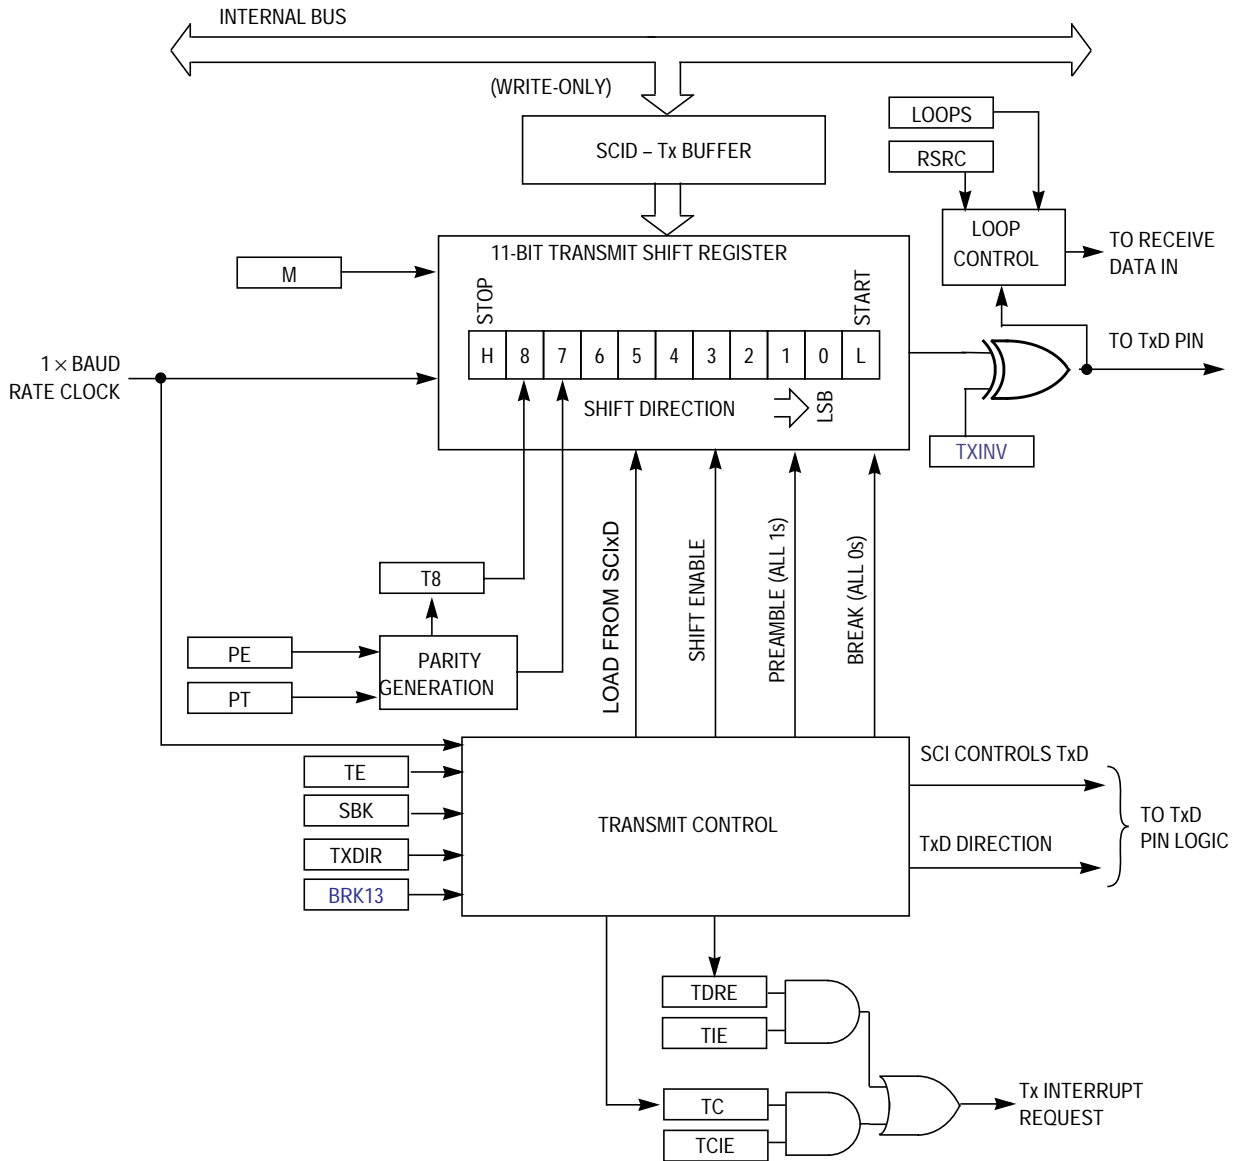 INTERNAL BUS
(WRITE-ONLY)
SCID – Tx BUFFER
LOOPS
RSRC
LOOP
CONTROL
TO RECEIVE
DATA IN
11-BIT TRANSMIT SHIFT REGISTER
M
STOP
START
H 8 7 6 5 4 3 2 1 0 L
1 × BAUD
RATE CLOCK
SHIFT DIRECTION
LSB
TO TxD PIN
TXINV
LOAD FROM SCIxD
SHIFT ENABLE
PREAMBLE (ALL 1s)
BREAK (ALL 0s)
T8
PE
PT
PARITY
GENERATION
TE
SBK
TXDIR
BRK13
TRANSMIT CONTROL
SCI CONTROLS TxD
TxD DIRECTION
TO TxD
PIN LOGIC
TDRE
TIE
TC
TCIE
Tx INTERRUPT
REQUEST